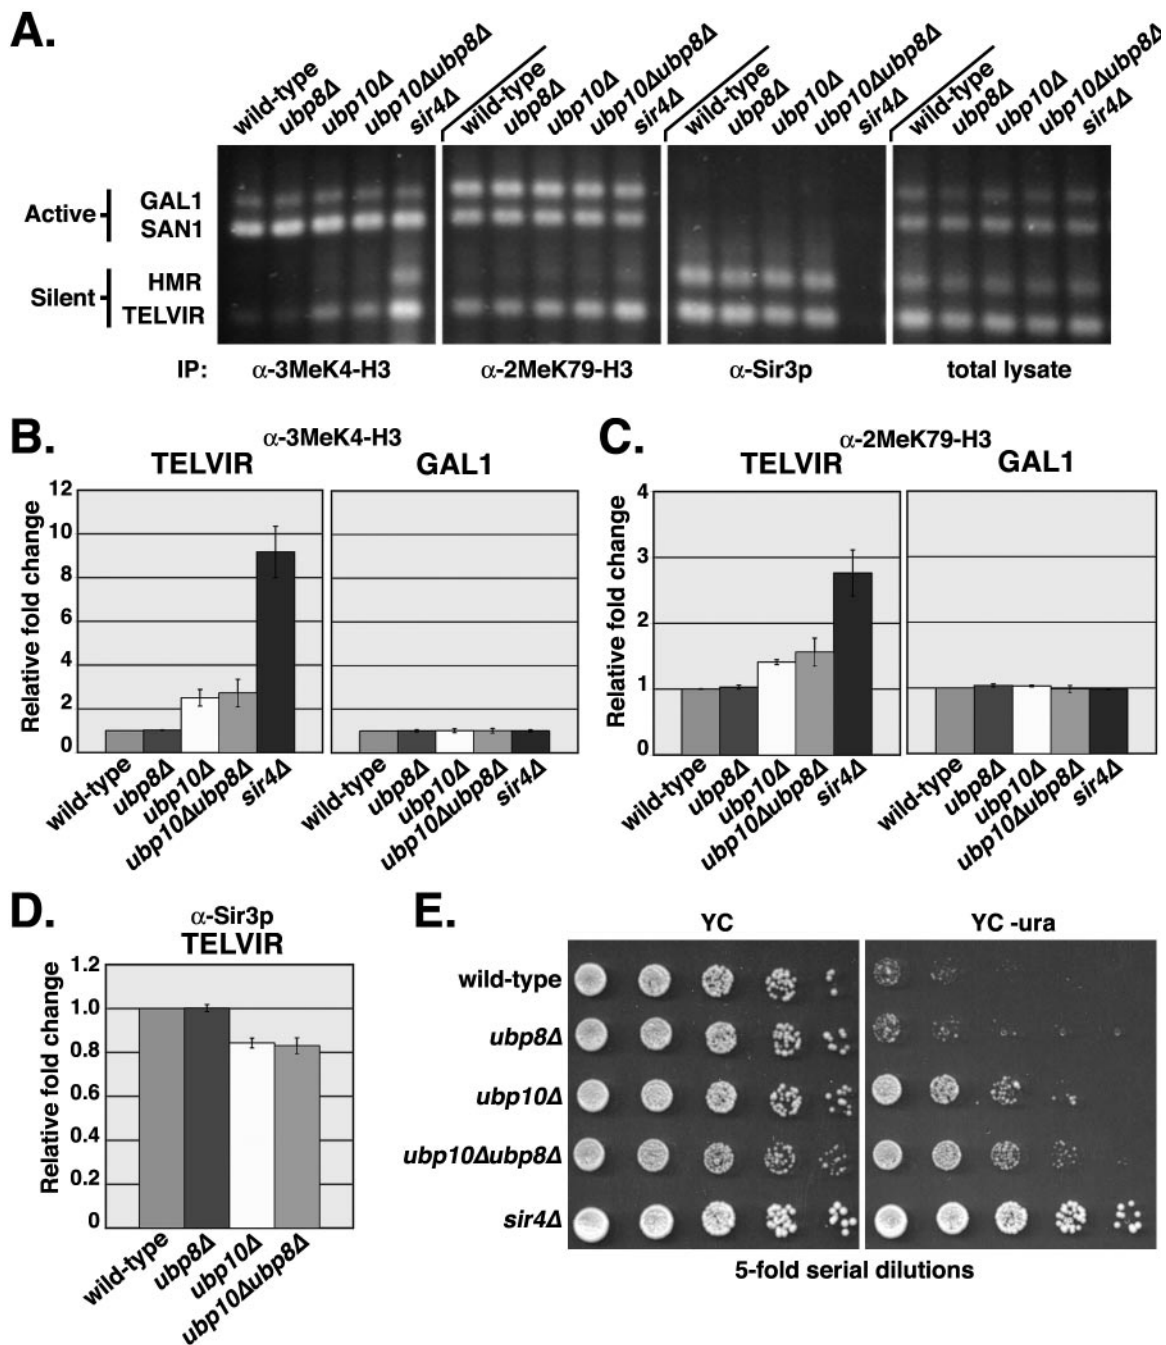 A.
wild-type ubp8Δ ubp10Δ ubp10Δubp8Δ sir4Δ wild-type ubp8Δ ubp10Δ ubp10Δubp8Δ sir4Δ wild-type ubp8Δ ubp10Δ ubp10Δubp8Δ sir4Δ wild-type ubp8Δ ubp10Δ ubp10Δubp8Δ sir4Δ
Active
GAL1
SAN1
Silent
HMR
TELVIR
IP: α-3MeK4-H3 α-2MeK79-H3 α-Sir3p total lysate
B.
α-3MeK4-H3
TELVIR GAL1
Relative fold change
12
10
8
6
4
2
0
wild-type ubp8Δ ubp10Δ ubp10Δubp8Δ sir4Δ wild-type ubp8Δ ubp10Δ ubp10Δubp8Δ sir4Δ
C.
α-2MeK79-H3
TELVIR GAL1
Relative fold change
4
3
2
1
0
wild-type ubp8Δ ubp10Δ ubp10Δubp8Δ sir4Δ wild-type ubp8Δ ubp10Δ ubp10Δubp8Δ sir4Δ
D.
α-Sir3p
TELVIR
Relative fold change
1.2
1.0
0.8
0.6
0.4
0.2
0
wild-type ubp8Δ ubp10Δ ubp10Δubp8Δ
E.
YC YC -ura
wild-type
ubp8Δ
ubp10Δ
ubp10Δubp8Δ
sir4Δ
5-fold serial dilutions